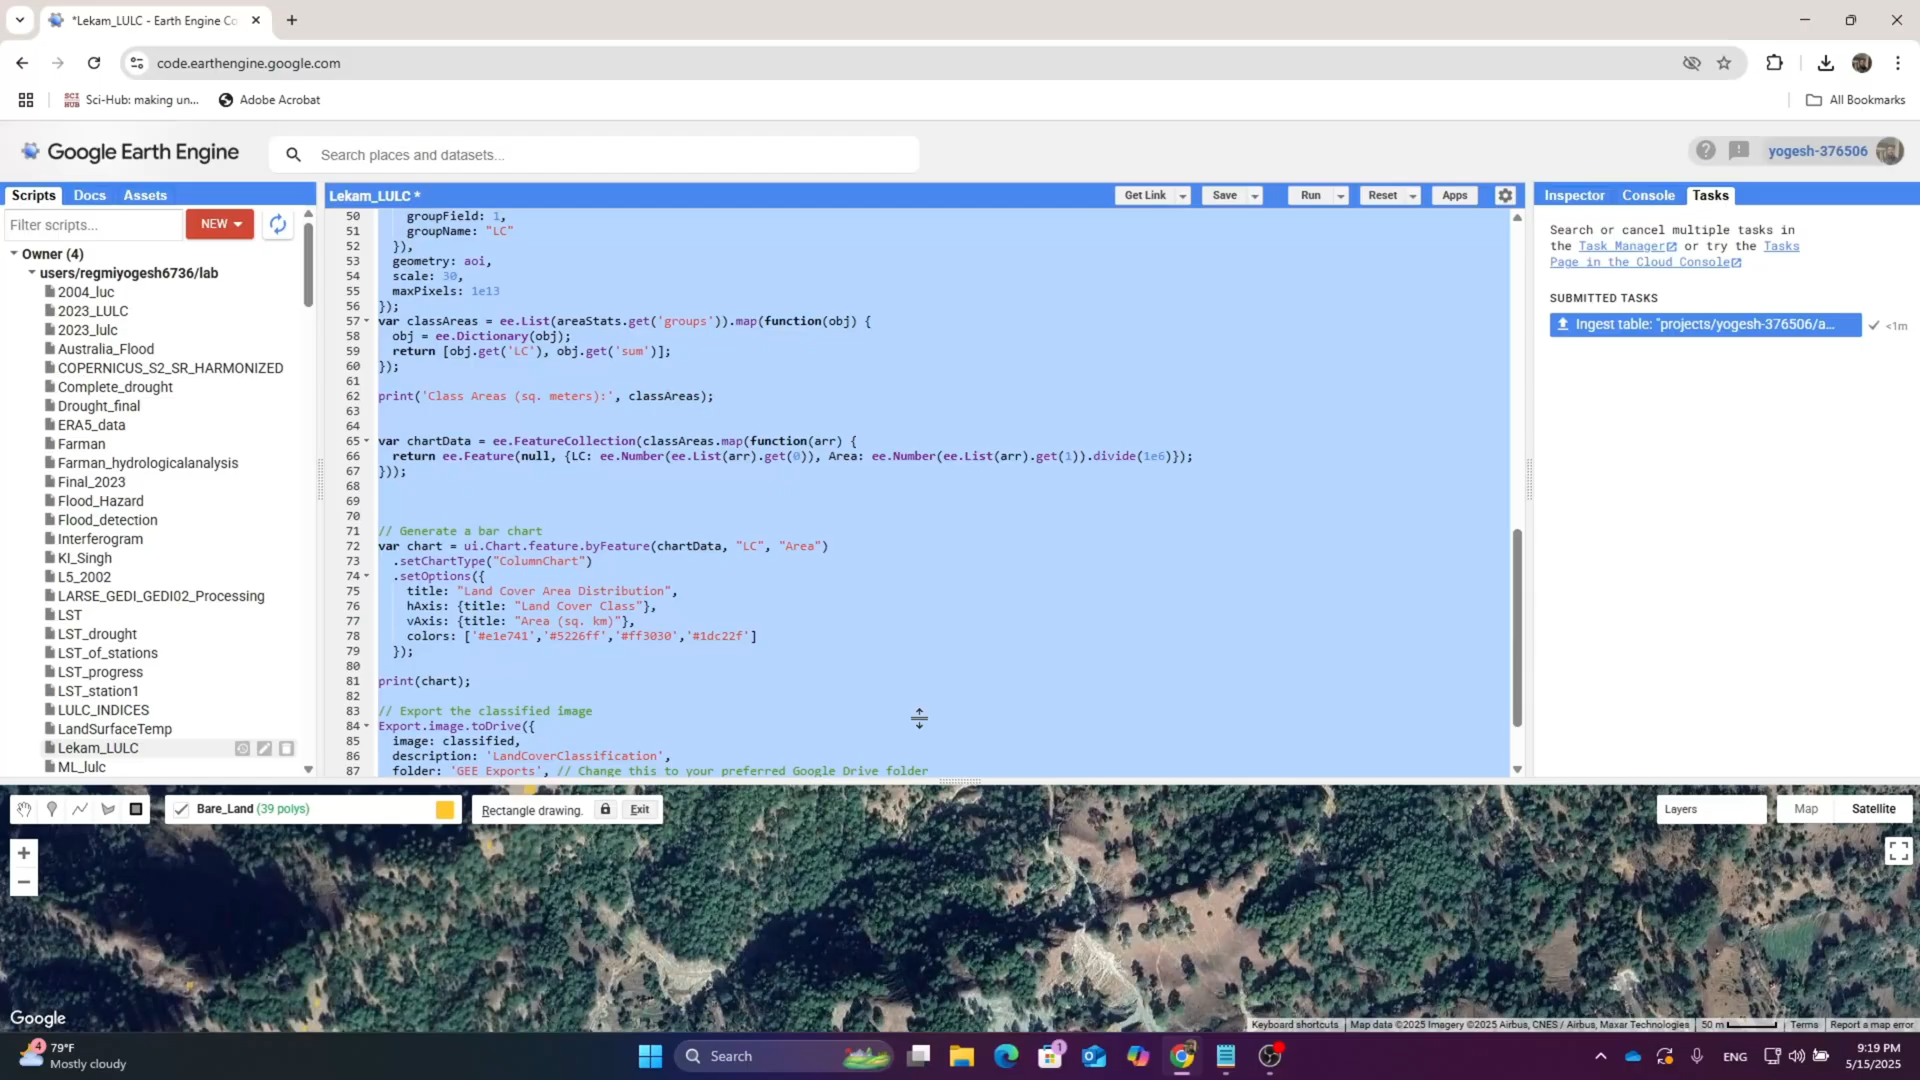 *Lekam_LULC - Earth Engine Co
code.earthengine.google.com
Sci-Hub: making un...
Adobe Acrobat
All Bookmarks
Google Earth Engine
Search places and datasets...
yogesh-376506
Scripts
Docs
Assets
Lekam_LULC *
Get Link
Save
Run
Reset
Apps
Inspector
Console
Tasks
Filter scripts...
NEW
Owner (4)
users/regmiyogesh6736/lab
2004_luc
2023_LULC
2023_lulc
Australia_Flood
COPERNICUS_S2_SR_HARMONIZED
Complete_drought
Drought_final
ERA5_data
Farman
Farman_hydrologicalanalysis
Final_2023
Flood_Hazard
Flood_detection
Interferogram
KI_Singh
L5_2002
LARSE_GEDI_GEDI02_Processing
LST
LST_drought
LST_of_stations
LST_progress
LST_station1
LULC_INDICES
LandSurfaceTemp
Lekam_LULC
ML_lulc
50 groupField: 1,
51 groupName: "LC"
52 }),
53 geometry: aoi,
54 scale: 30,
55 maxPixels: 1e13
56 });
57 var classAreas = ee.List(areaStats.get('groups')).map(function(obj) {
58 obj = ee.Dictionary(obj);
59 return [obj.get('LC'), obj.get('sum')];
60 });
61
62 print('Class Areas (sq. meters):', classAreas);
63
64
65 var chartData = ee.FeatureCollection(classAreas.map(function(arr) {
66 return ee.Feature(null, {LC: ee.Number(ee.List(arr).get(0)), Area: ee.Number(ee.List(arr).get(1)).divide(1e6)});
67 }));
68
69
70
71 // Generate a bar chart
72 var chart = ui.Chart.feature.byFeature(chartData, "LC", "Area")
73 .setChartType("ColumnChart")
74 .setOptions({
75 title: "Land Cover Area Distribution",
76 hAxis: {title: "Land Cover Class"},
77 vAxis: {title: "Area (sq. km)"},
78 colors: ['#e1e741','#5226ff','#ff3030','#1dc22f']
79 });
80
81 print(chart);
82
83 // Export the classified image
84 Export.image.toDrive({
85 image: classified,
86 description: 'LandCoverClassification',
87 folder: 'GEE Exports', // Change this to your preferred Google Drive folder
Search or cancel multiple tasks in
the Task Manager or try the Tasks
Page in the Cloud Console
SUBMITTED TASKS
Ingest table: "projects/yogesh-376506/a...
<1m
Bare_Land (39 polys)
Rectangle drawing.
Exit
Layers
Map
Satellite
+
−
Google
Keyboard shortcuts
Map data ©2025 Imagery ©2025 Airbus, CNES / Airbus, Maxar Technologies
50 m
Terms
Report a map error
4
79°F
Mostly cloudy
Search
1
ENG
9:19 PM
5/15/2025